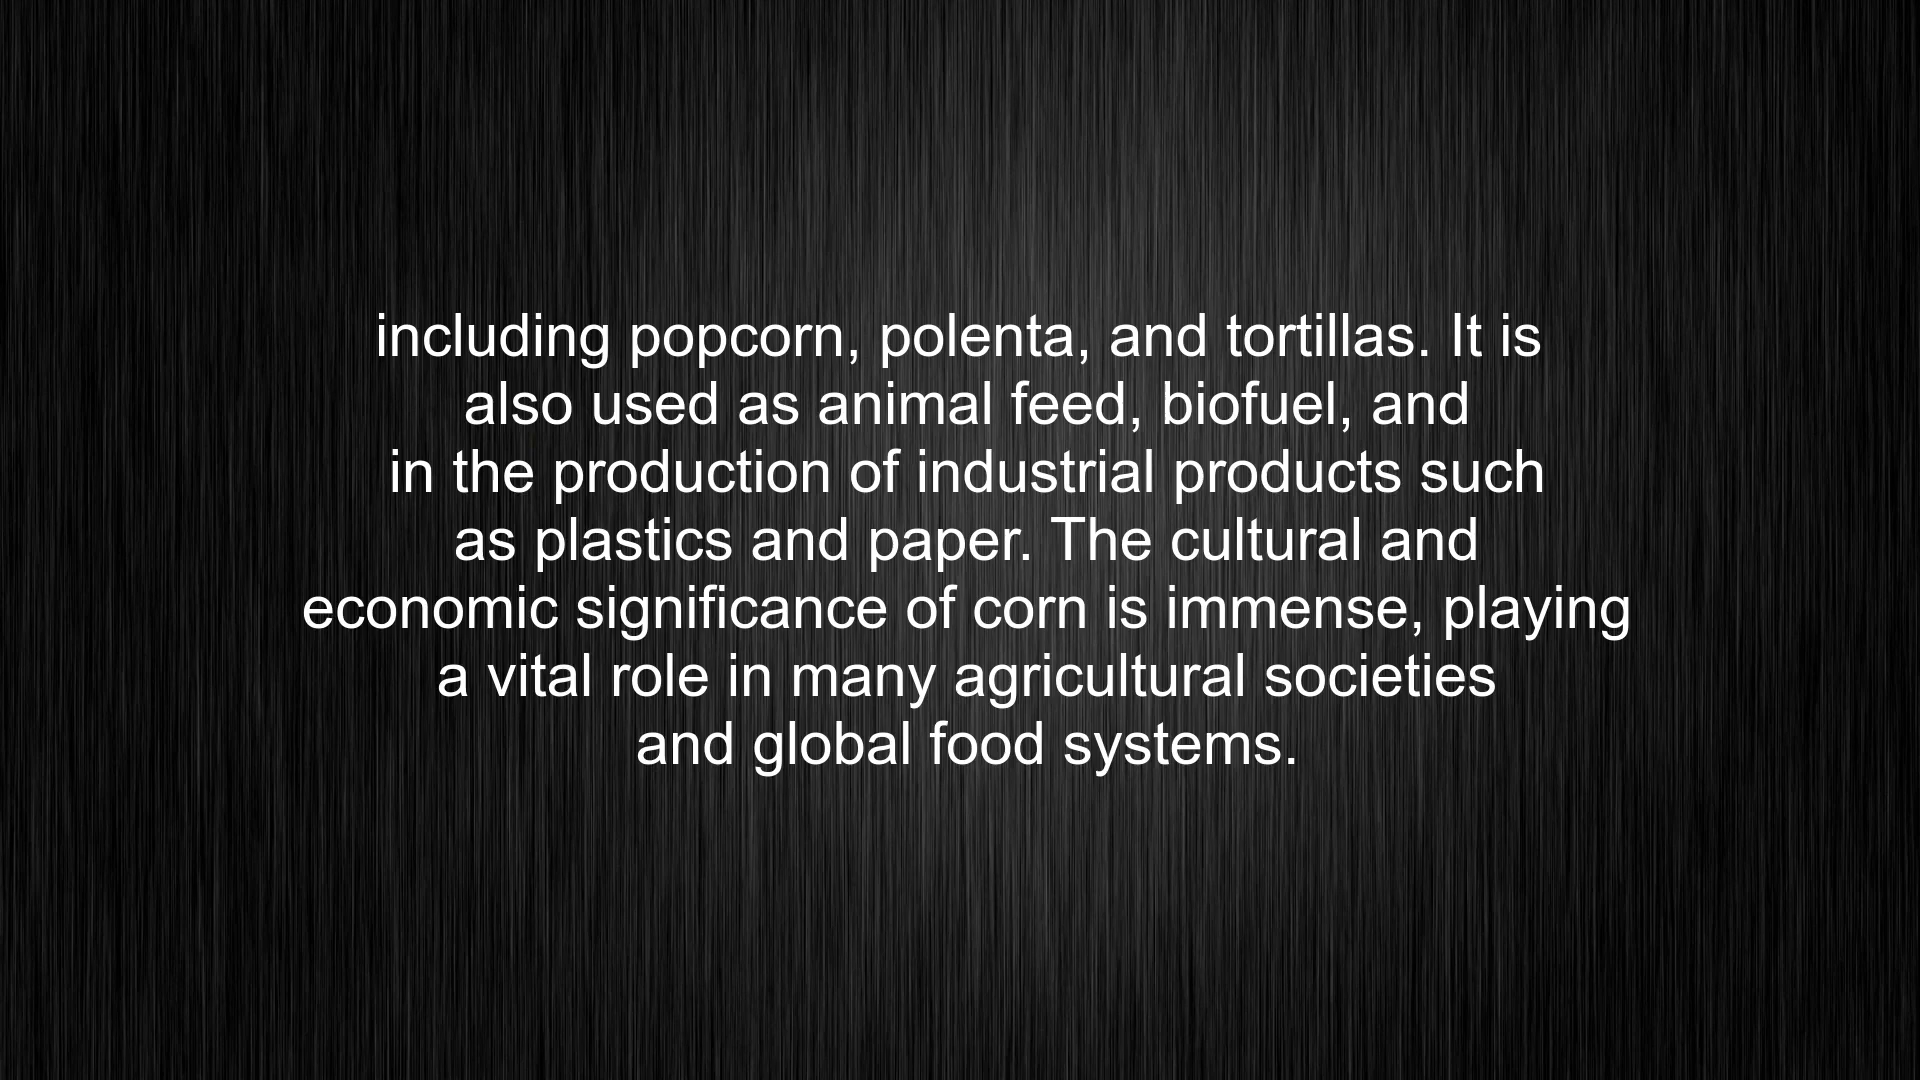 including popcorn, polenta, and tortillas. It is
also used as animal feed, biofuel, and
in the production of industrial products such
as plastics and paper. The cultural and
economic significance of corn is immense, playing
a vital role in many agricultural societies
and global food systems.